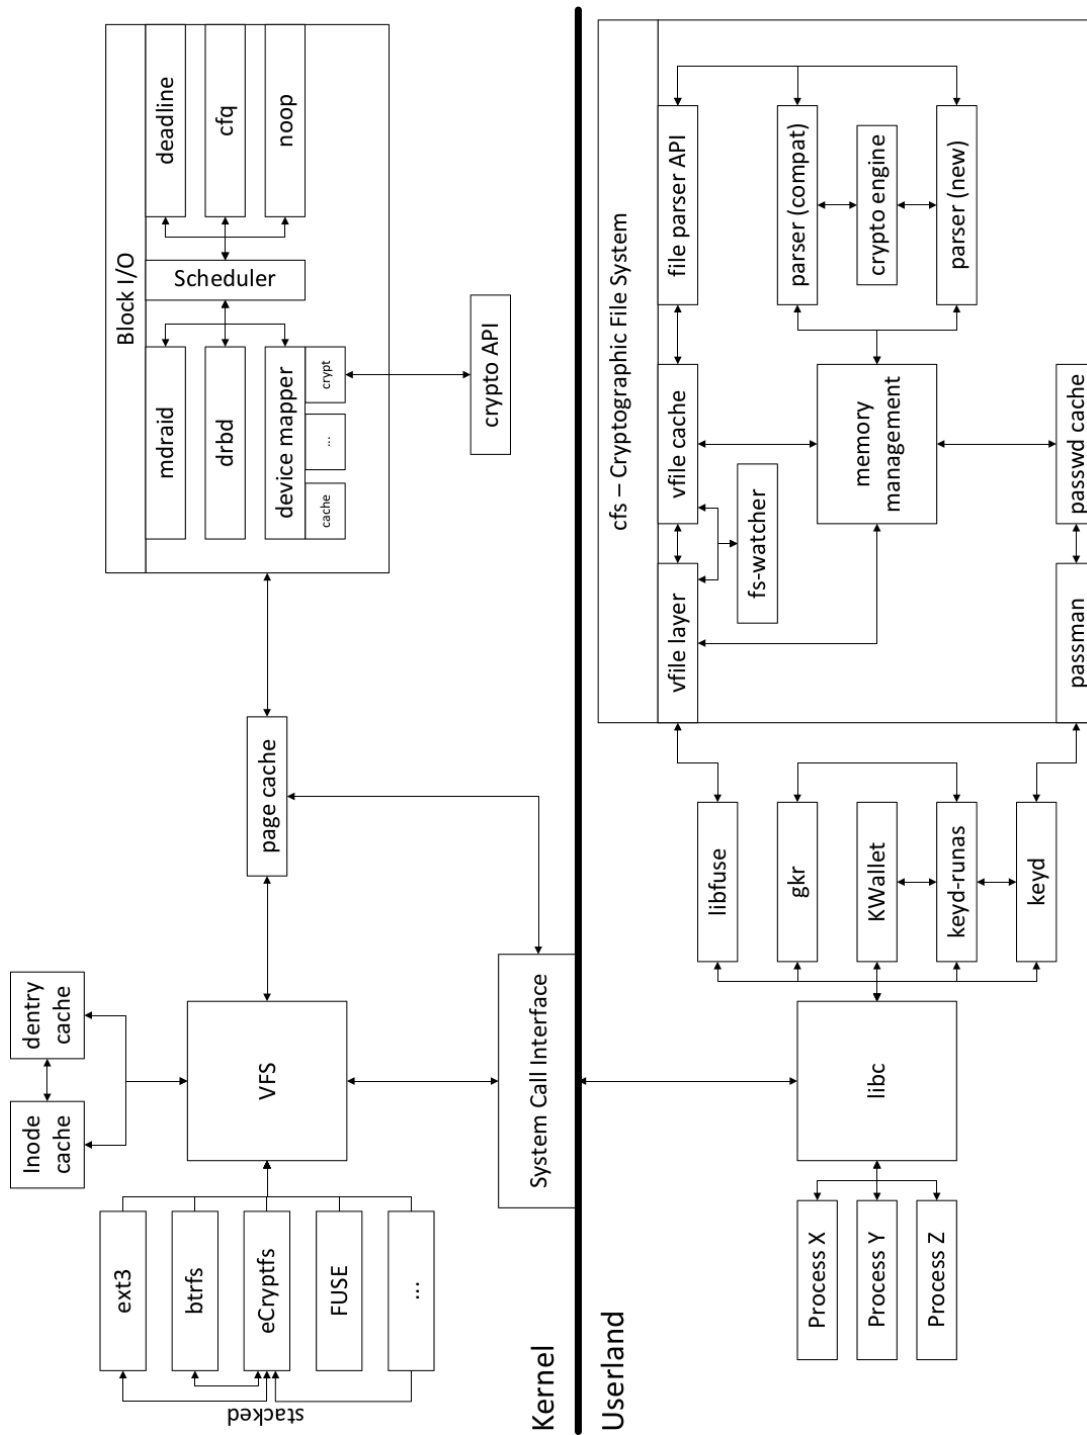 Inode
cache
dentry
cache
ext3
btrfs
eCryptfs
FUSE
...
stacked
VFS
page cache
Block I/O
mdraid
drbd
device mapper
cache
...
crypt
Scheduler
deadline
cfq
noop
crypto API
System Call Interface
Kernel
Userland
Process X
Process Y
Process Z
libc
libfuse
gkr
KWallet
keyd-runas
keyd
cfs – Cryptographic File System
vfile layer
vfile cache
file parser API
fs-watcher
memory
management
parser (compat)
crypto engine
parser (new)
passman
passwd cache